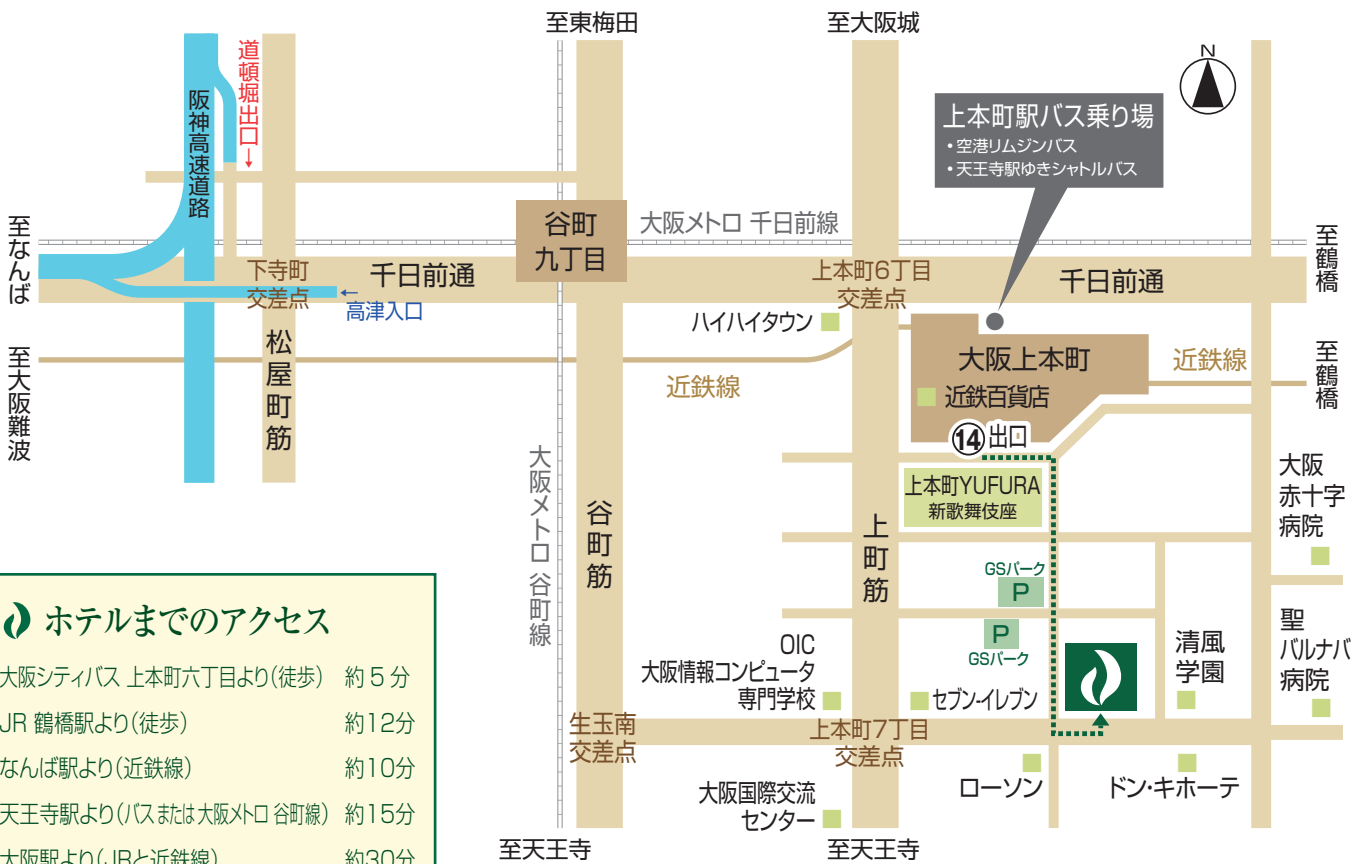 至東梅田
至大阪城
道頓堀出口→
阪神高速道路
N
上本町駅バス乗り場
・空港リムジンバス
・天王寺駅ゆきシャトルバス
至なんば
谷町
九丁目
大阪メトロ 千日前線
至鶴橋
下寺町
交差点
千日前通
←
高津入口
上本町6丁目
交差点
千日前通
ハイハイタウン
松屋町筋
至大阪難波
近鉄線
大阪上本町
近鉄百貨店
近鉄線
至鶴橋
⑭出口
大阪メトロ 谷町線
谷町筋
上町筋
上本町YUFURA
新歌舞伎座
大阪
赤十字
病院
GSパーク
P
P
GSパーク
OIC
大阪情報コンピュータ
専門学校
セブン-イレブン
清風
学園
聖
バルナバ
病院
生玉南
交差点
上本町7丁目
交差点
ローソン
ドン・キホーテ
大阪国際交流
センター
至天王寺
至天王寺
ホテルまでのアクセス
大阪シティバス 上本町六丁目より(徒歩) 約5分
JR 鶴橋駅より(徒歩) 約12分
なんば駅より(近鉄線) 約10分
天王寺駅より(バスまたは大阪メトロ 谷町線) 約15分
大阪駅より(JRと近鉄線) 約30分